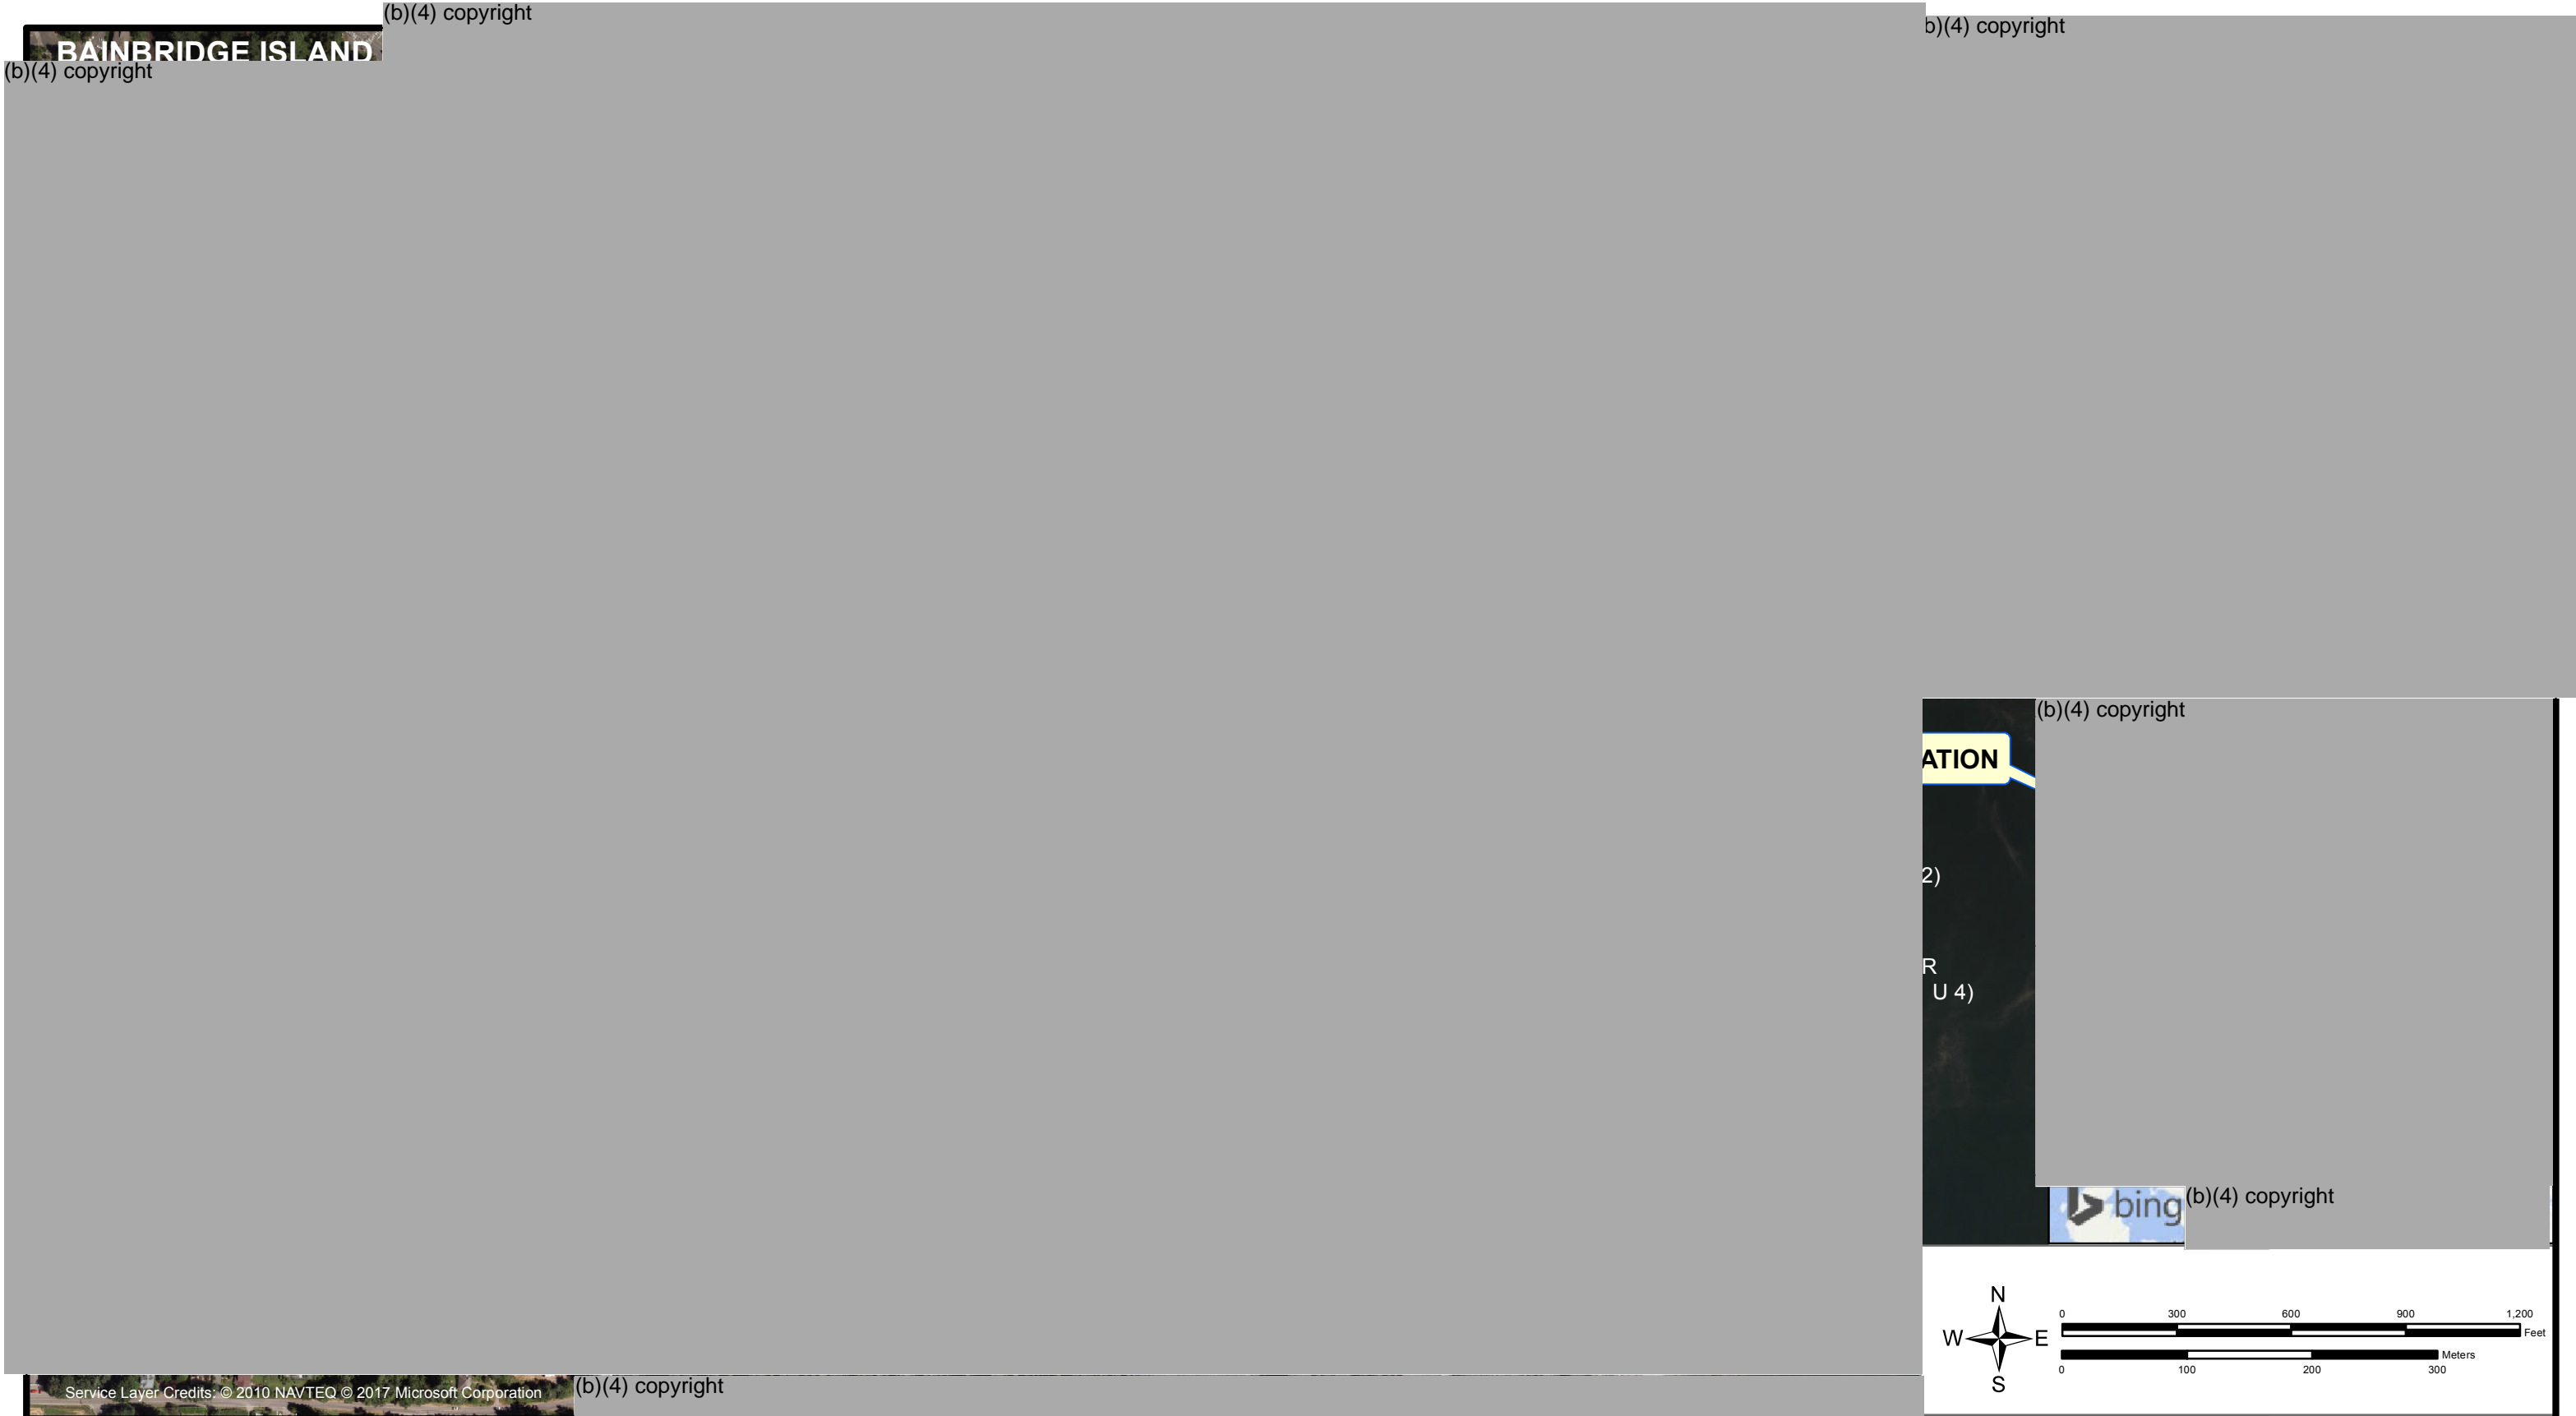 (b)(4) copyright
b)(4) copyright
BAINBRIDGE ISLAND
(b)(4) copyright
(b)(4) copyright
ATION
2)
R
U 4)
bing
(b)(4) copyright
N
W E
S
0 300 600 900 1,200
Feet
Meters
0 100 200 300
Service Layer Credits: © 2010 NAVTEQ © 2017 Microsoft Corporation
(b)(4) copyright